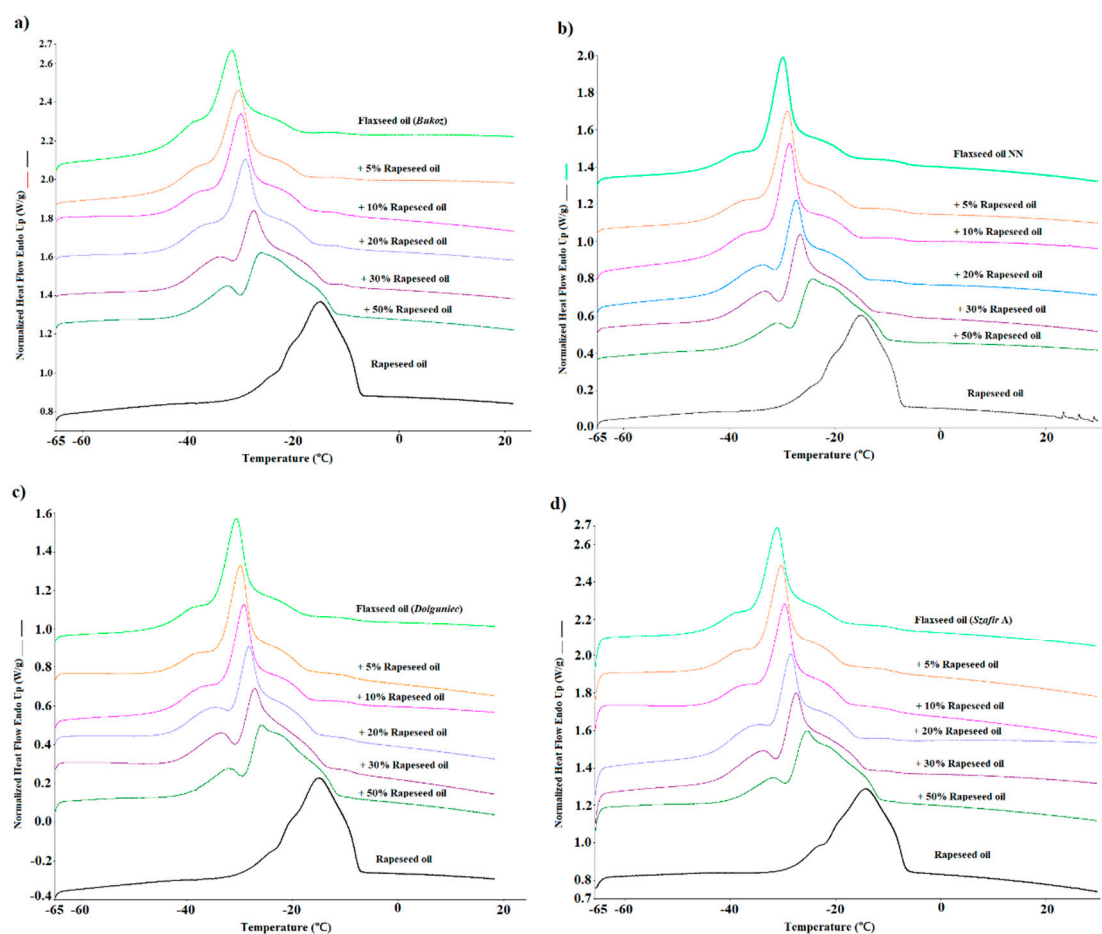 a)
Normalized Heat Flow Endo Up (W/g)
2.7
2.4
2.2
2.0
1.8
1.6
1.4
1.2
1.0
0.8
Flaxseed oil (Bukoz)
+ 5% Rapeseed oil
+ 10% Rapeseed oil
+ 20% Rapeseed oil
+ 30% Rapeseed oil
+ 50% Rapeseed oil
Rapeseed oil
-65 -60 -40 -20 0 20
Temperature (℃)
b)
Normalized Heat Flow Endo Up (W/g)
2.0
1.8
1.6
1.4
1.2
1.0
0.8
0.6
0.4
0.2
0.0
Flaxseed oil NN
+ 5% Rapeseed oil
+ 10% Rapeseed oil
+ 20% Rapeseed oil
+ 30% Rapeseed oil
+ 50% Rapeseed oil
Rapeseed oil
-65 -60 -40 -20 0 20
Temperature (℃)
c)
Normalized Heat Flow Endo Up (W/g)
1.6
1.4
1.2
1.0
0.8
0.6
0.4
0.2
0.0
-0.2
-0.4
Flaxseed oil (Dolguniec)
+ 5% Rapeseed oil
+ 10% Rapeseed oil
+ 20% Rapeseed oil
+ 30% Rapeseed oil
+ 50% Rapeseed oil
Rapeseed oil
-65 -60 -40 -20 0 20
Temperature (℃)
d)
Normalized Heat Flow Endo Up (W/g)
2.7
2.6
2.4
2.2
2.0
1.8
1.6
1.4
1.2
1.0
0.8
0.7
Flaxseed oil (Szafir A)
+ 5% Rapeseed oil
+ 10% Rapeseed oil
+ 20% Rapeseed oil
+ 30% Rapeseed oil
+ 50% Rapeseed oil
Rapeseed oil
-65 -60 -40 -20 0 20
Temperature (℃)